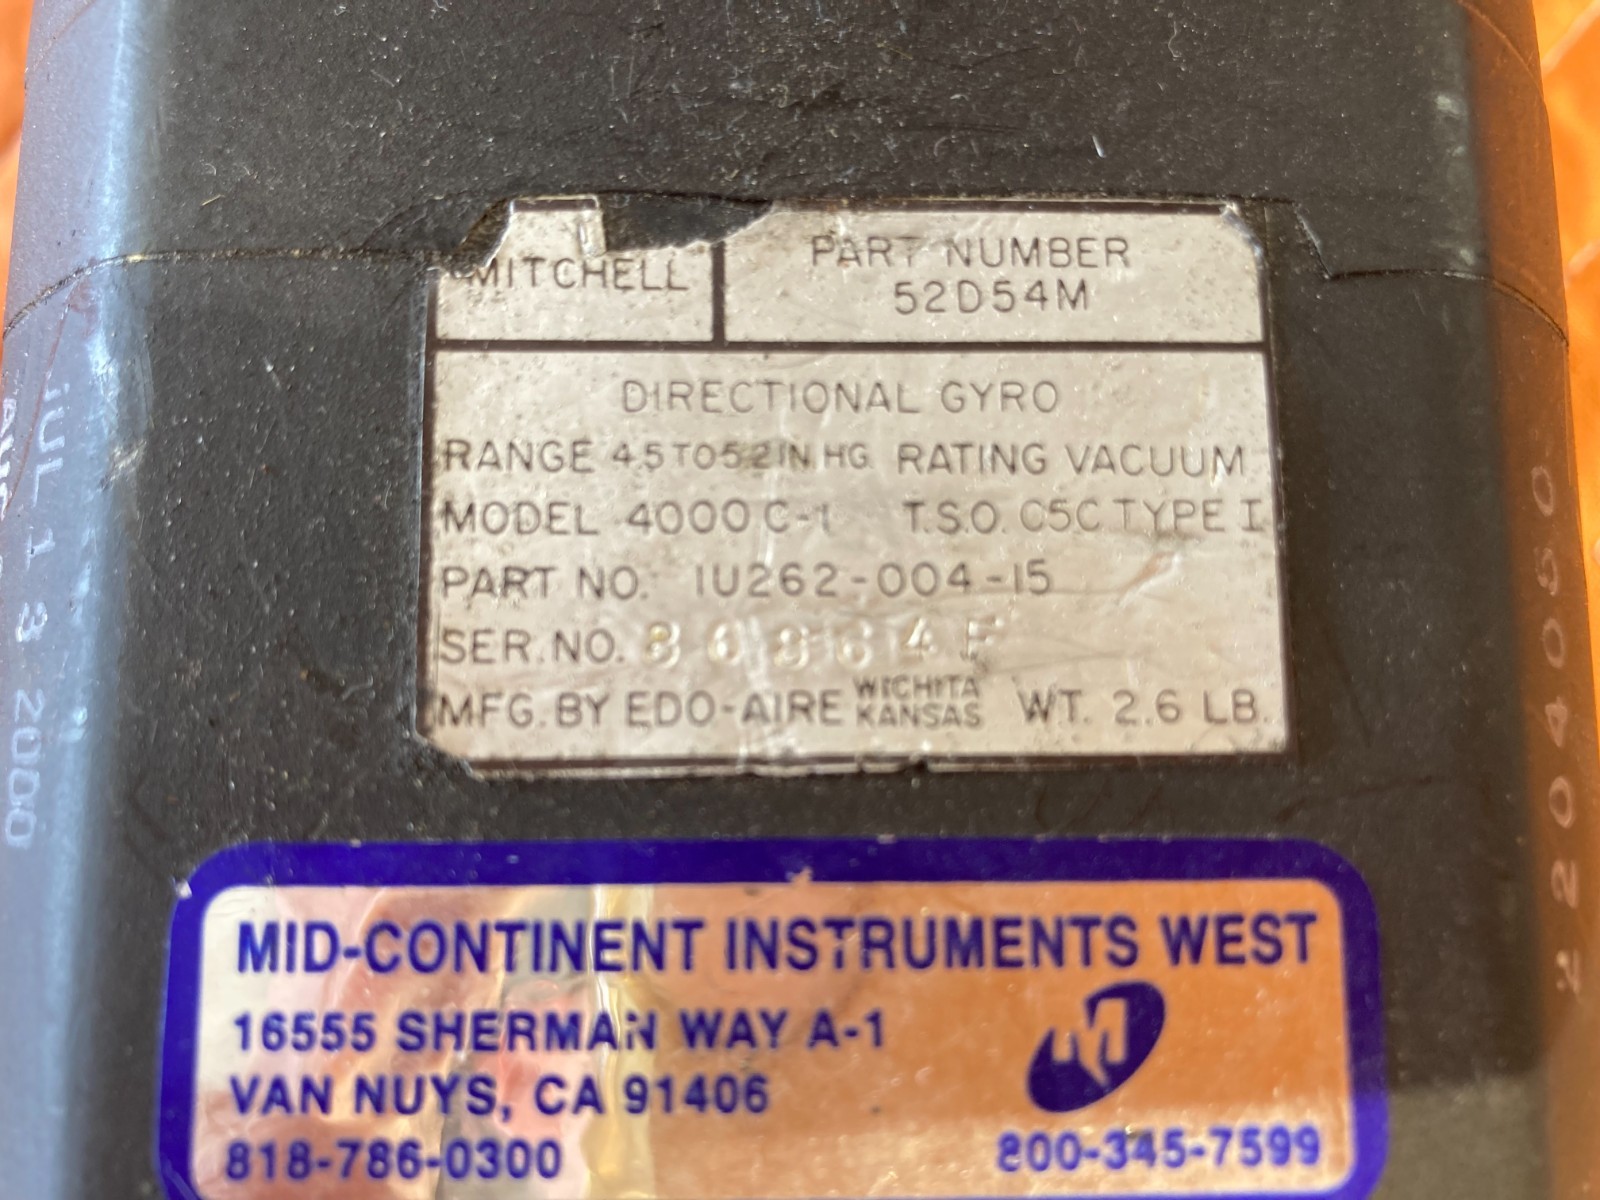 MITCHELL
PART NUMBER
52D54M
DIRECTIONAL GYRO
RANGE 4.5 TO 5.2 IN HG. RATING VACUUM
MODEL 4000 C-1 T.S.O. C5C TYPE I
PART NO. 1U262-004-15
SER. NO.
MFG. BY EDO-AIRE WICHITA KANSAS WT. 2.6 LB.
MID-CONTINENT INSTRUMENTS WEST
16555 SHERMAN WAY A-1
VAN NUYS, CA 91406
818-786-0300
800-345-7599
JUL 13 2000
2204050